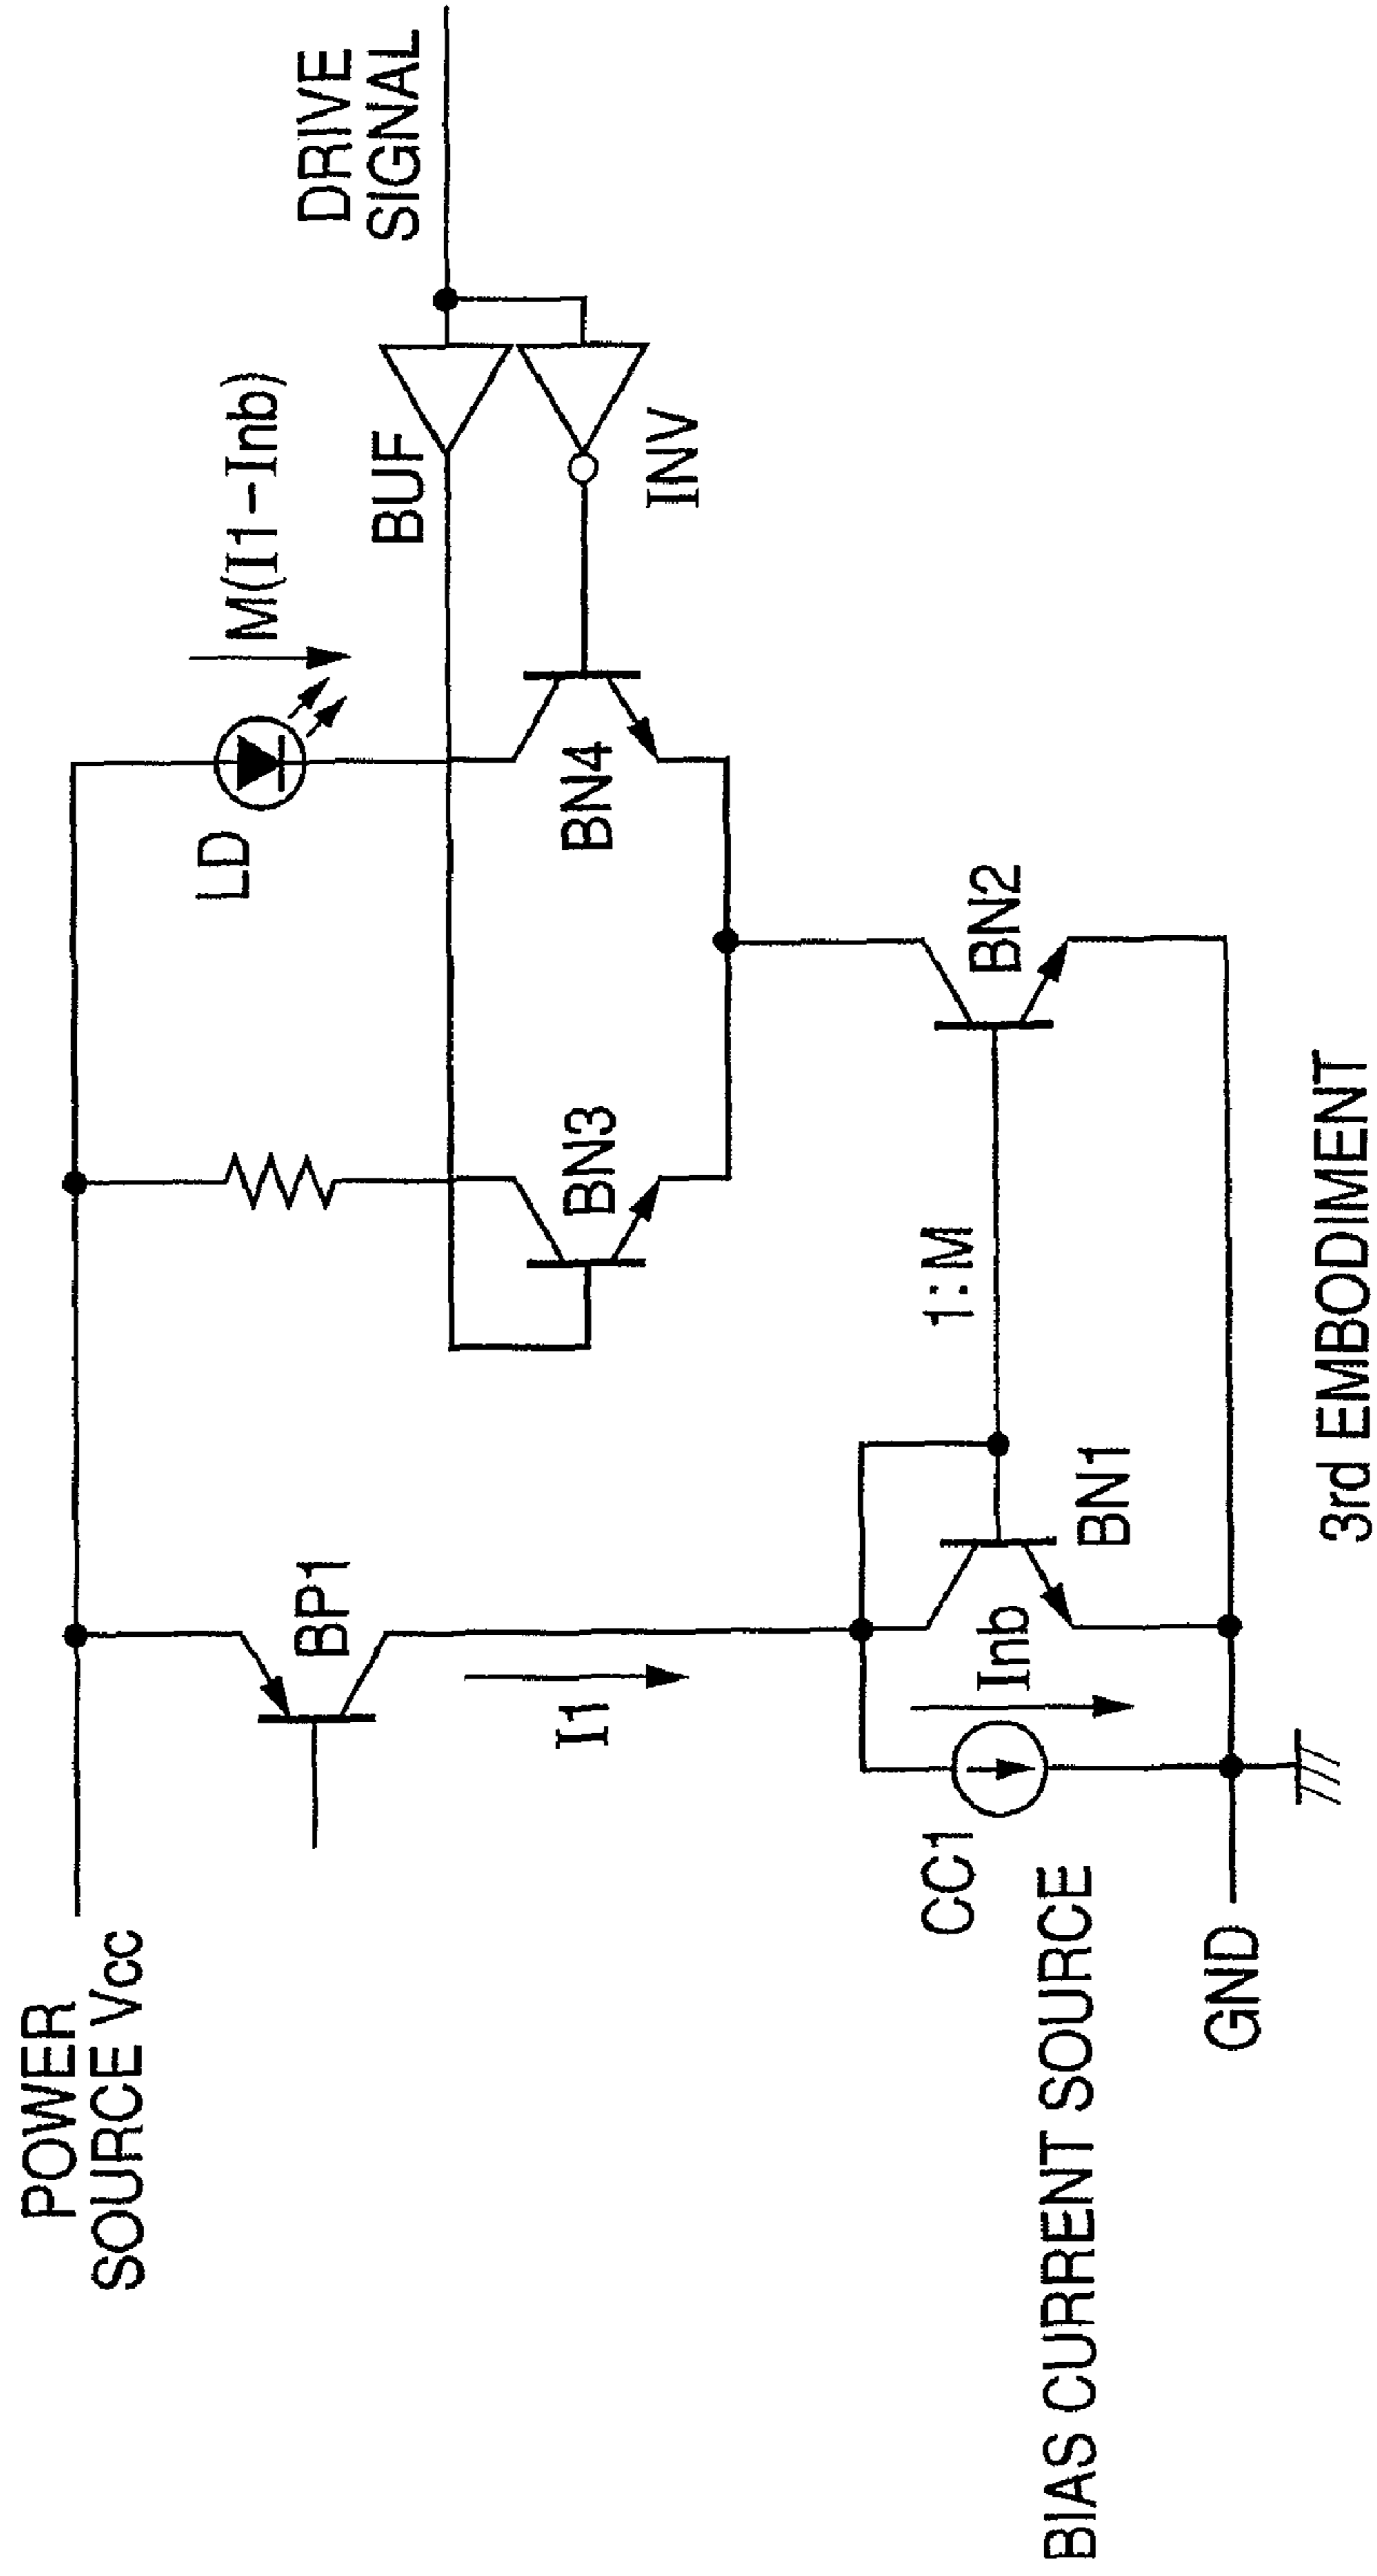 POWER
SOURCE Vcc
BP1
I1
LD
M(I1-Inb)
DRIVE
SIGNAL
BUF
INV
BN3
BN4
1:M
BN2
CC1
Inb
BN1
BIAS CURRENT SOURCE
GND
3rd EMBODIMENT